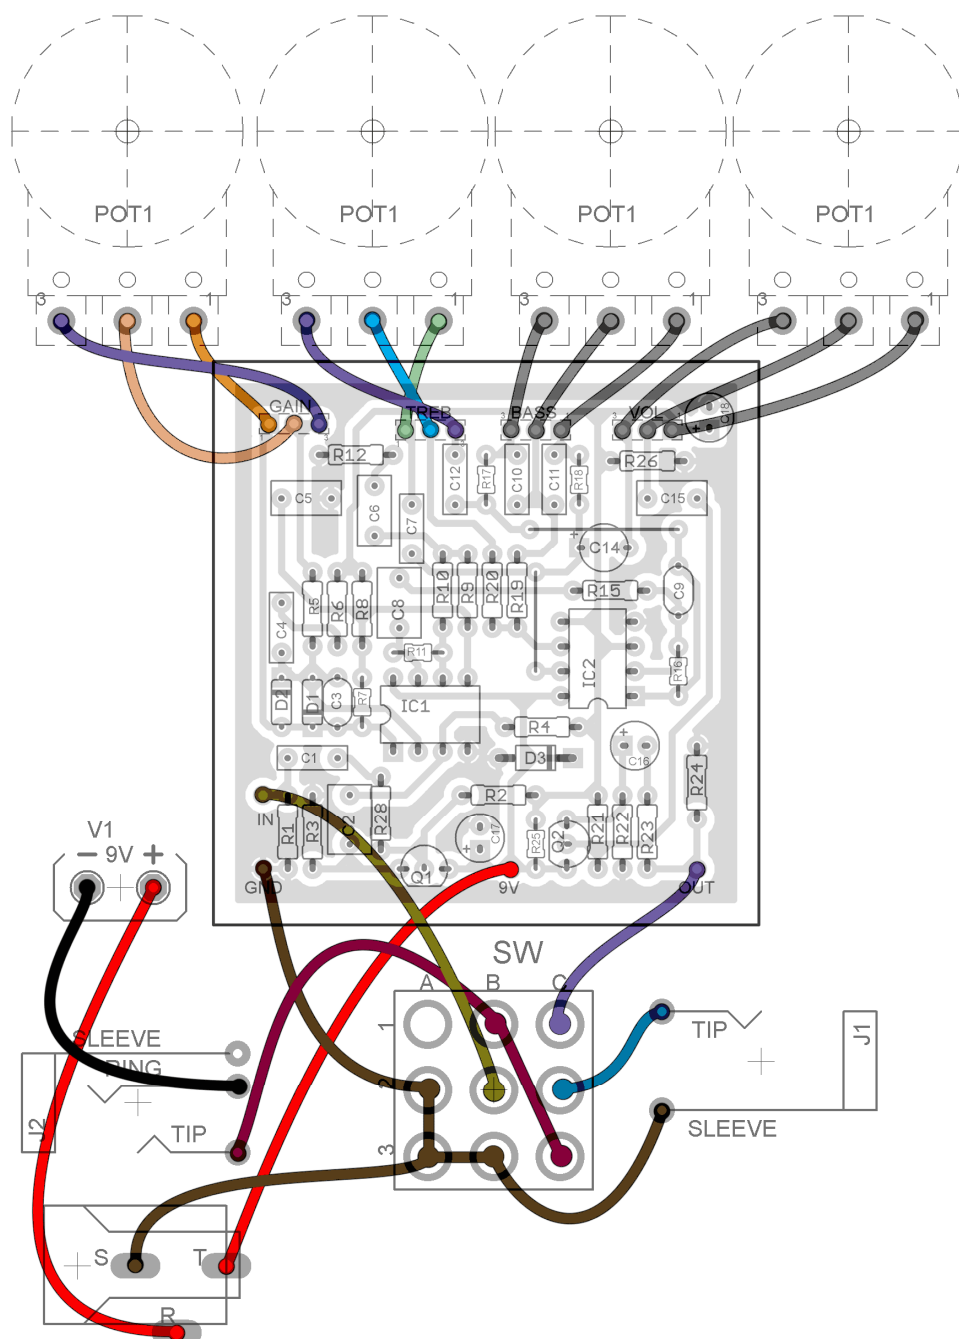 POT1 POT1 POT1 POT1
3 1 3 1 3 1 3 1
GAIN TREB BASS VOL
C18
R12 C12 R17 C10 C11 R18 R26
C5 C6 C7 C15
C14
R10 R9 R20 R19 R15 C9
R5 R6 R8 C8
C4
R11 R16
IC2
D2 D1 C3 R7 IC1
R4
C1 D3 C16
R24
R2
IN R1 R3 C2 R28 C17 R25 Q2 R21 R22 R23
V1
- 9V +
GND Q1 9V OUT
SW
A B C
1
TIP J1
SLEEVE
RING
2
J2 TIP 3 SLEEVE
S T
R